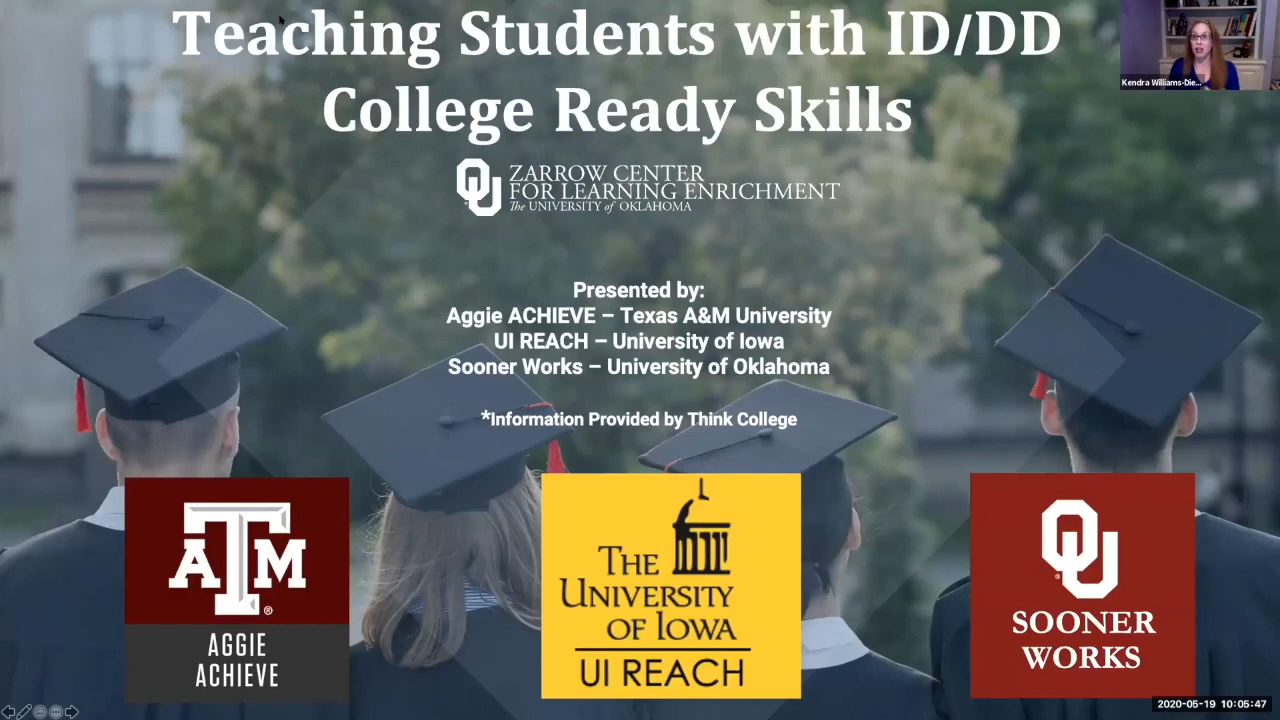 Teaching Students with ID/DD
College Ready Skills
Kendra Williams-Die...
OU ZARROW CENTER
FOR LEARNING ENRICHMENT
The UNIVERSITY of OKLAHOMA
Presented by:
Aggie ACHIEVE – Texas A&M University
UI REACH – University of Iowa
Sooner Works – University of Oklahoma
*Information Provided by Think College
ATM®
AGGIE
ACHIEVE
THE
UNIVERSITY
OF IOWA
UI REACH
OU
SOONER
WORKS
2020-05-19 10:05:47